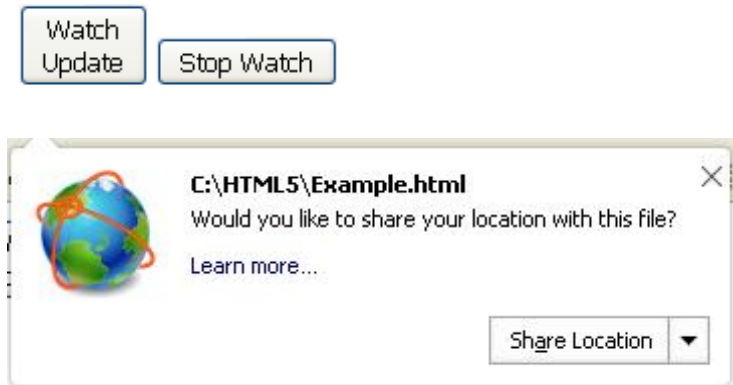 Watch
Update
Stop Watch
C:\HTML5\Example.html
Would you like to share your location with this file?
Learn more...
Share Location